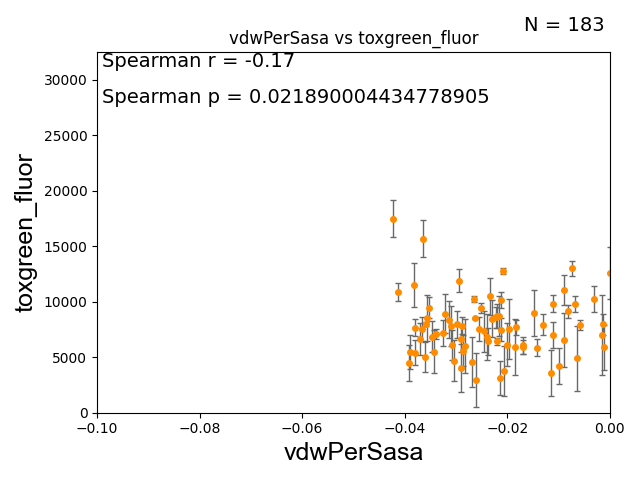 N = 183
vdwPerSasa vs toxgreen_fluor
Spearman r = -0.17
Spearman p = 0.021890004434778905
toxgreen_fluor
30000
25000
20000
15000
10000
5000
0
−0.10 −0.08 −0.06 −0.04 −0.02 0.00
vdwPerSasa